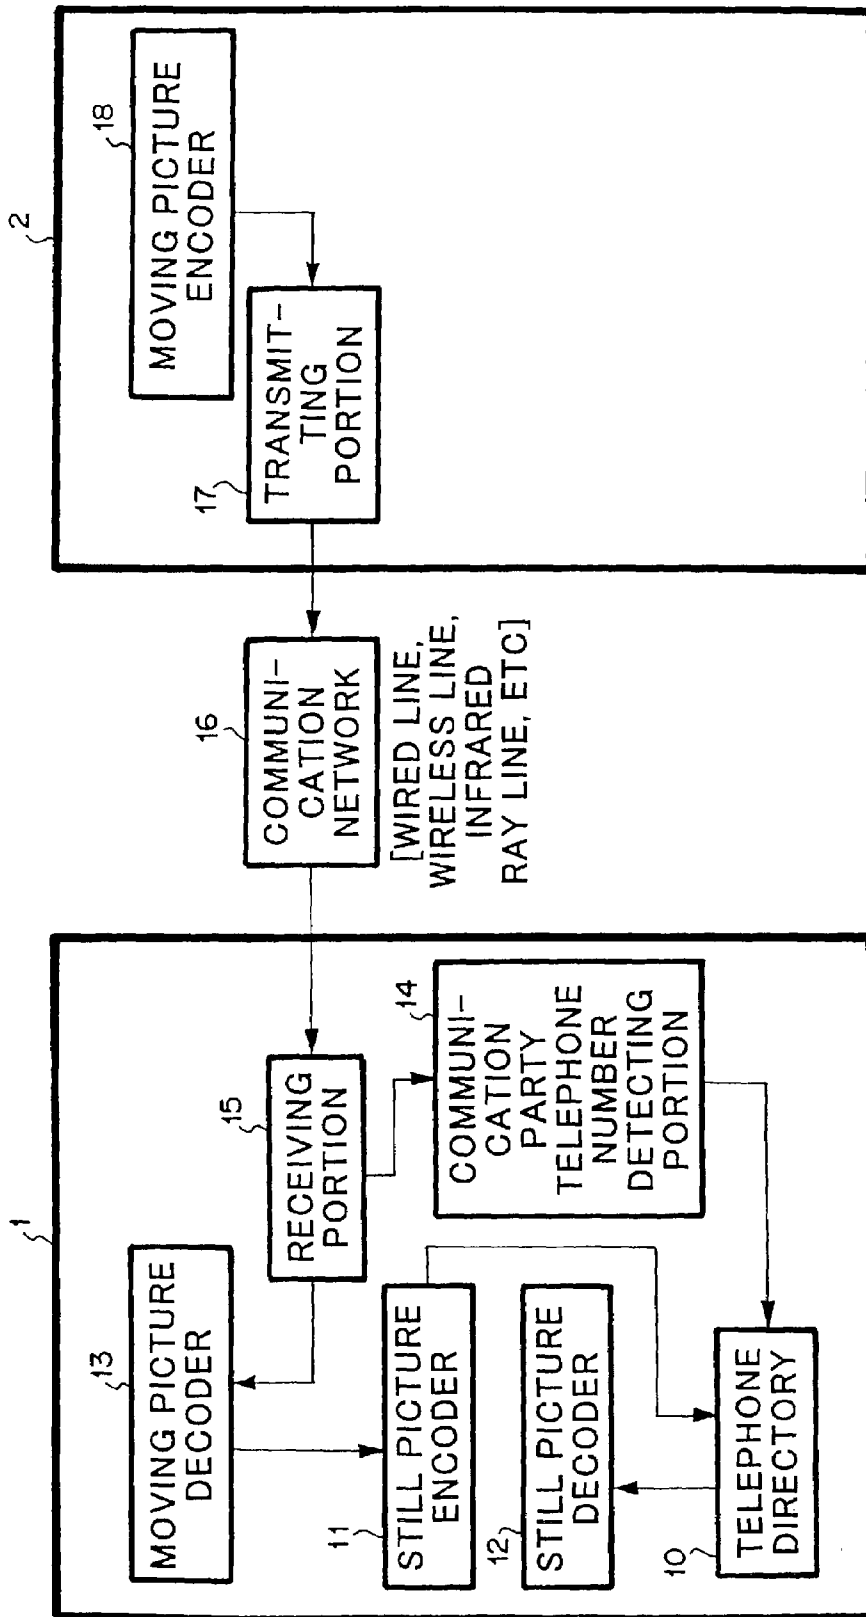 1
13
MOVING PICTURE
DECODER
15
RECEIVING
PORTION
11
STILL PICTURE
ENCODER
14
COMMUNI-
CATION
PARTY
TELEPHONE
NUMBER
DETECTING
PORTION
12
STILL PICTURE
DECODER
10
TELEPHONE
DIRECTORY
16
COMMUNI-
CATION
NETWORK
[WIRED LINE,
WIRELESS LINE,
INFRARED
RAY LINE, ETC]
2
18
MOVING PICTURE
ENCODER
17
TRANSMIT-
TING
PORTION